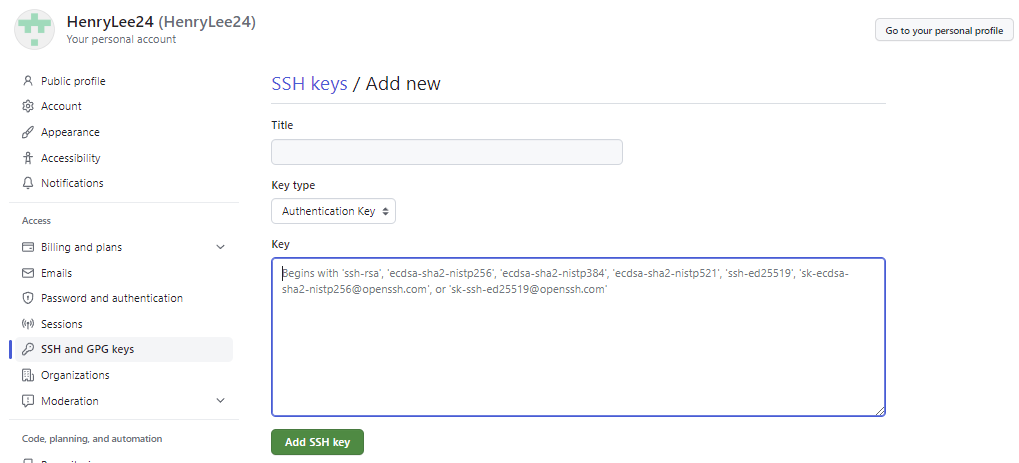 HenryLee24 (HenryLee24)
Your personal account
Go to your personal profile
Public profile
Account
Appearance
Accessibility
Notifications
Access
Billing and plans
Emails
Password and authentication
Sessions
SSH and GPG keys
Organizations
Moderation
Code, planning, and automation
SSH keys / Add new
Title
Key type
Authentication Key
Key
Begins with 'ssh-rsa', 'ecdsa-sha2-nistp256', 'ecdsa-sha2-nistp384', 'ecdsa-sha2-nistp521', 'ssh-ed25519', 'sk-ecdsa-
sha2-nistp256@openssh.com', or 'sk-ssh-ed25519@openssh.com'
Add SSH key